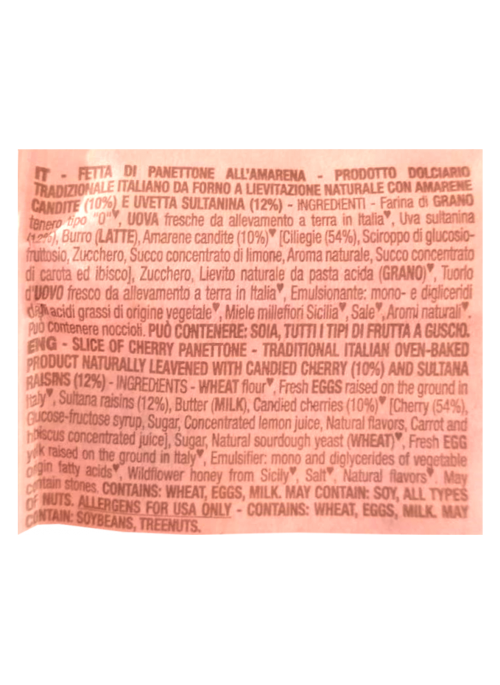 IT - FETTA DI PANETTONE ALL'AMARENA - PRODOTTO DOLCIARIO
TRADIZIONALE ITALIANO DA FORNO A LIEVITAZIONE NATURALE CON AMARENE
CANDITE (10%) E UVETTA SULTANINA (12%) - INGREDIENTI - Farina di GRANO
tenero tipo "0"♥, UOVA fresche da allevamento a terra in Italia♥, Uva sultanina
(12%), Burro (LATTE), Amarene candite (10%)♥ [Ciliegie (54%), Sciroppo di glucosio-
fruttosio, Zucchero, Succo concentrato di limone, Aroma naturale, Succo concentrato
di carota ed ibisco], Zucchero, Lievito naturale da pasta acida (GRANO)♥, Tuorlo
d'UOVO fresco da allevamento a terra in Italia♥, Emulsionante: mono- e digliceridi
degli acidi grassi di origine vegetale♥, Miele millefiori Sicilia♥, Sale♥, Aromi naturali♥.
Può contenere noccioli. PUÒ CONTENERE: SOIA, TUTTI I TIPI DI FRUTTA A GUSCIO.
ENG - SLICE OF CHERRY PANETTONE - TRADITIONAL ITALIAN OVEN-BAKED
PRODUCT NATURALLY LEAVENED WITH CANDIED CHERRY (10%) AND SULTANA
RAISINS (12%) - INGREDIENTS - WHEAT flour♥, Fresh EGGS raised on the ground in
Italy♥, Sultana raisins (12%), Butter (MILK), Candied cherries (10%)♥ [Cherry (54%),
Glucose-fructose syrup, Sugar, Concentrated lemon juice, Natural flavors, Carrot and
hibiscus concentrated juice], Sugar, Natural sourdough yeast (WHEAT)♥, Fresh EGG
yolk raised on the ground in Italy♥, Emulsifier: mono and diglycerides of vegetable
origin fatty acids♥, Wildflower honey from Sicily♥, Salt♥, Natural flavors♥. May
contain stones. CONTAINS: WHEAT, EGGS, MILK. MAY CONTAIN: SOY, ALL TYPES
OF NUTS. ALLERGENS FOR USA ONLY - CONTAINS: WHEAT, EGGS, MILK. MAY
CONTAIN: SOYBEANS, TREENUTS.